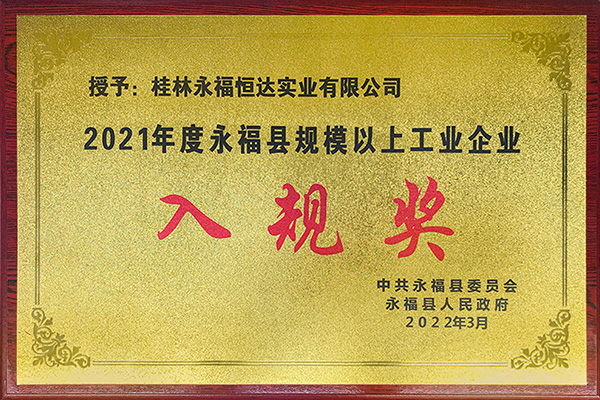 授予：桂林永福恒达实业有限公司
2021年度永福县规模以上工业企业
入规奖
中共永福县委员会
永福县人民政府
2022年3月